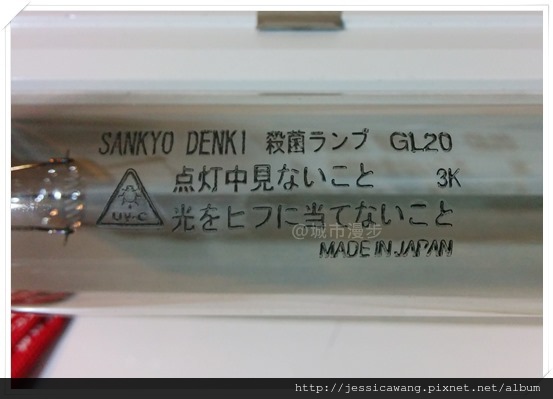 SANKYO DENKI 殺菌ランプ GL20
点灯中見ないこと 3K
UV-C
光をヒフに当てないこと
@城市漫步
MADE IN JAPAN
http://jessicawang.pixnet.net/album